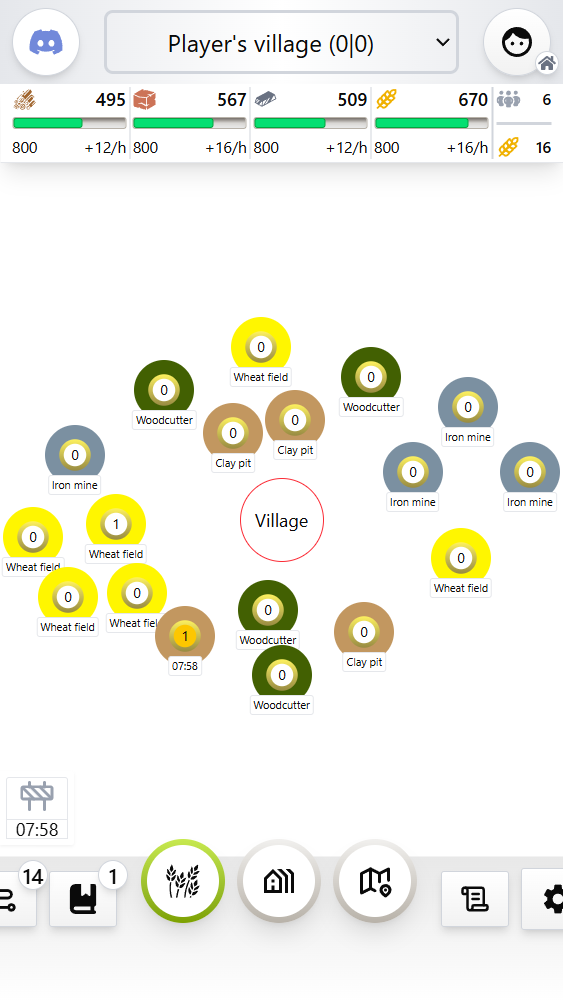 Player's village (0|0)
495 567 509 670 6
800 +12/h 800 +16/h 800 +12/h 800 +16/h 16
0
Wheat field
0
Woodcutter
0
Woodcutter
0
Iron mine
0
Clay pit
0
Clay pit
0
Iron mine
0
Iron mine
0
Iron mine
Village
0
Wheat field
1
Wheat field
0
Wheat field
0
Wheat field
0
Wheat fiel
1
07:58
0
Woodcutter
0
Clay pit
0
Woodcutter
07:58
14
1